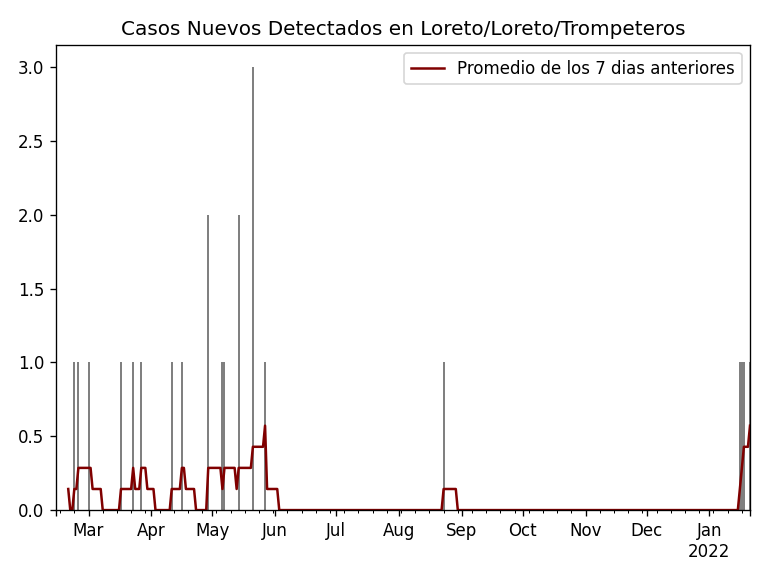 Casos Nuevos Detectados en Loreto/Loreto/Trompeteros
Promedio de los 7 dias anteriores
3.0
2.5
2.0
1.5
1.0
0.5
0.0
Mar Apr May Jun Jul Aug Sep Oct Nov Dec Jan
2022